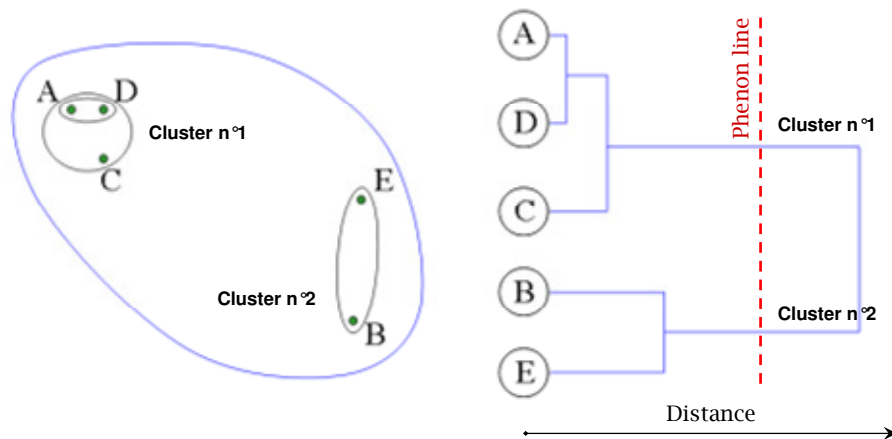 A D
Cluster n°1
C
E
Cluster n°2
B
A
D
C
B
E
Phenon line
Cluster n°1
Cluster n°2
Distance